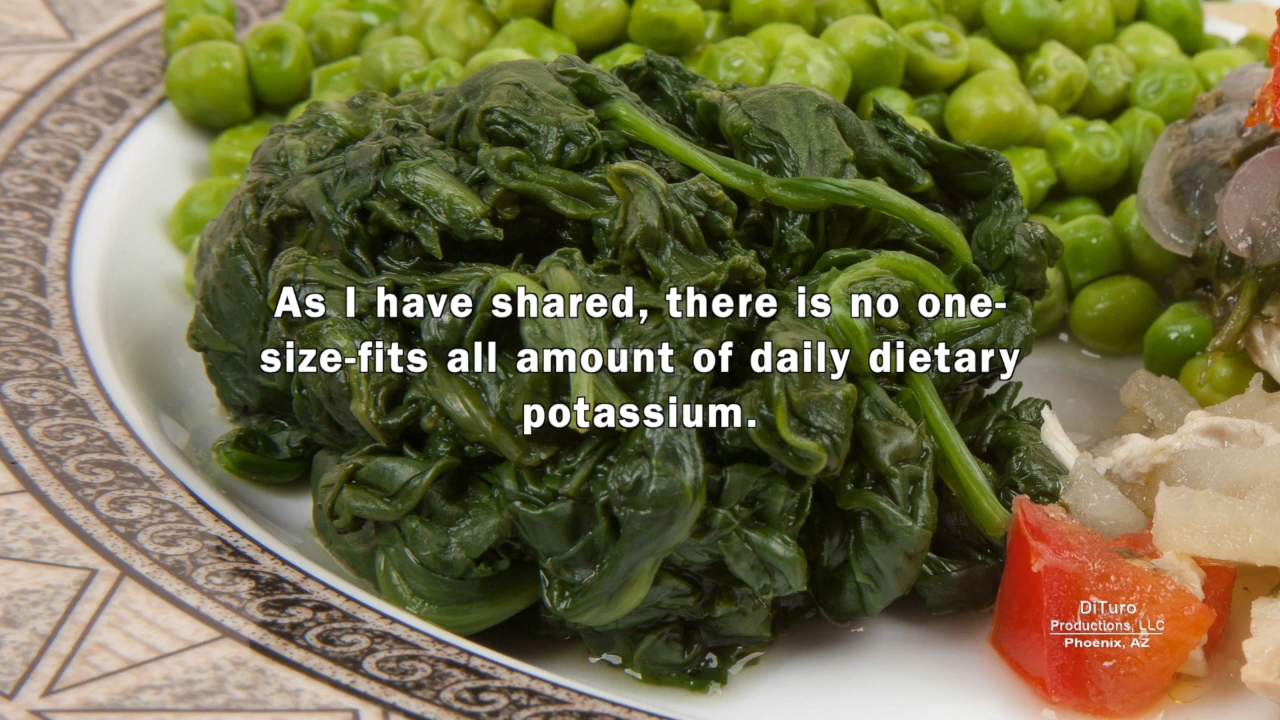 As I have shared, there is no one-
size-fits all amount of daily dietary
potassium.
DiTuro
Productions, LLC
Phoenix, AZ